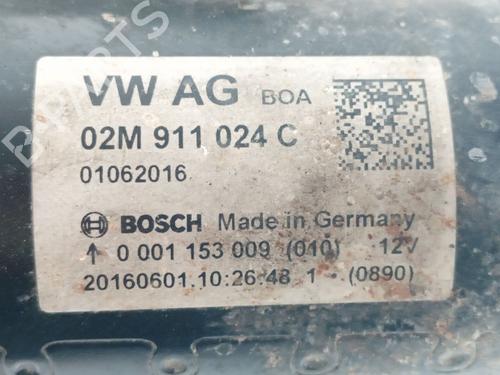 B-PARTS
VW AG BOA
02M 911 024 C
01062016
BOSCH Made in Germany
↑ 0 001 153 009 (010) 12V
20160601.10:26:48 1 (0890)